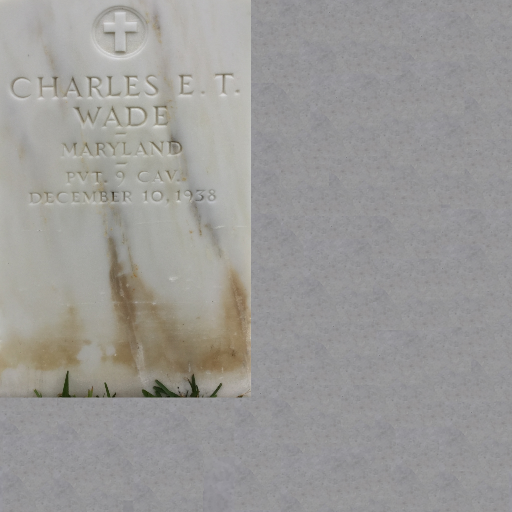 CHARLES E. T.
WADE
MARYLAND
PVT. 9 CAV.
DECEMBER 10, 1938